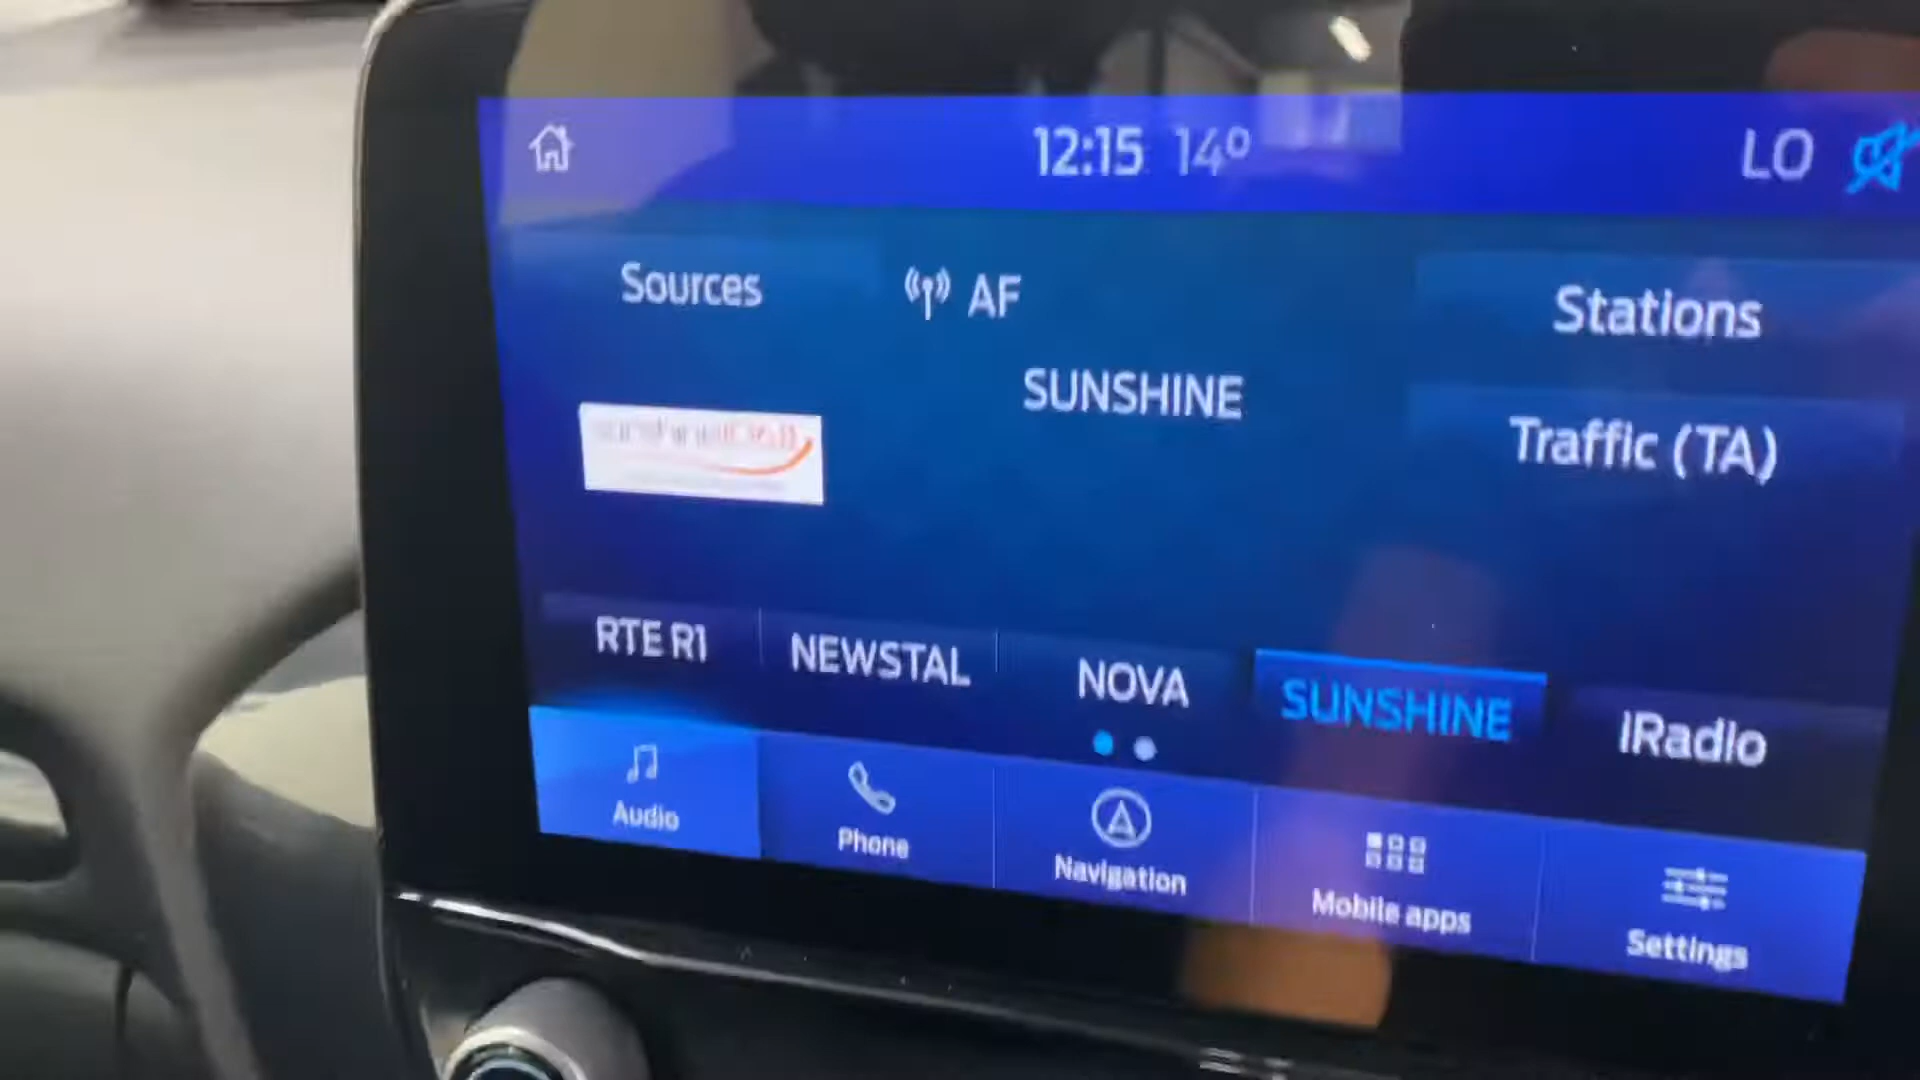 12:15 14º LO
Sources AF Stations
SUNSHINE
Traffic (TA)
RTE R1 NEWSTAL NOVA SUNSHINE iRadio
Audio Phone Navigation Mobile apps Settings